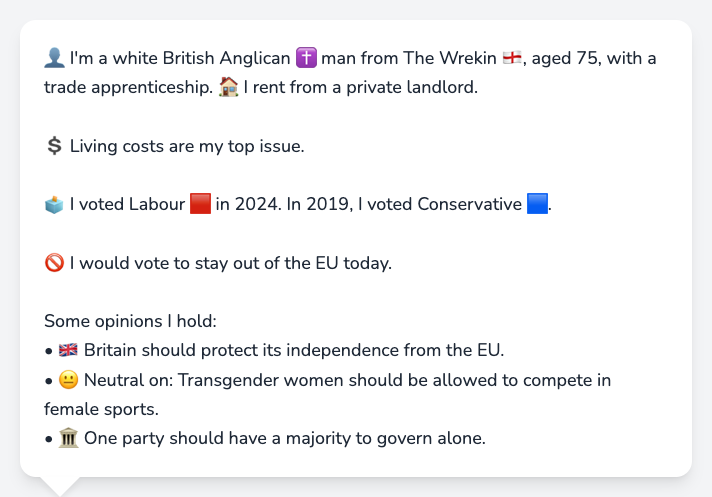 👤 I'm a white British Anglican ✝️ man from The Wrekin 🏴󠁧󠁢󠁥󠁮󠁧󠁿, aged 75, with a
trade apprenticeship. 🏠 I rent from a private landlord.
💲 Living costs are my top issue.
🗳️ I voted Labour 🟥 in 2024. In 2019, I voted Conservative 🟦.
🚫 I would vote to stay out of the EU today.
Some opinions I hold:
• 🇬🇧 Britain should protect its independence from the EU.
• 😐 Neutral on: Transgender women should be allowed to compete in
female sports.
• 🏛️ One party should have a majority to govern alone.